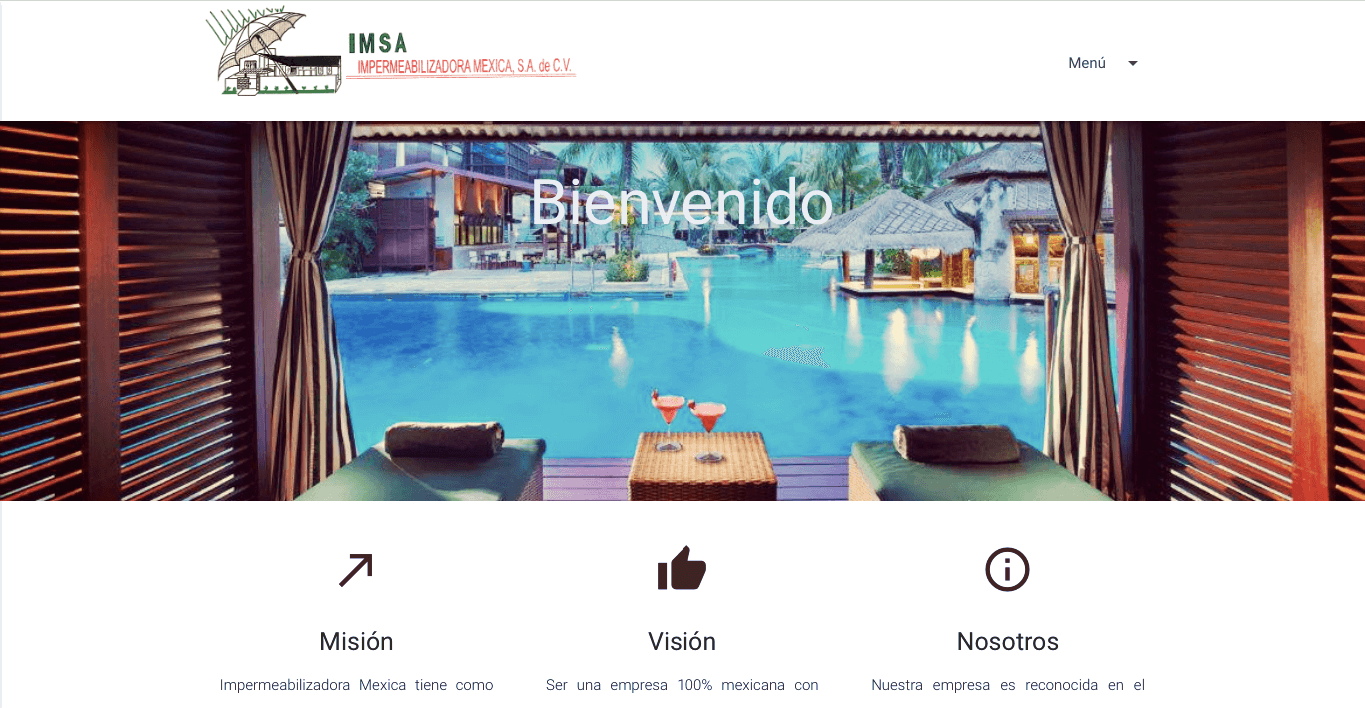 IMSA
IMPERMEABILIZADORA MEXICA, S.A. de C.V.
Menú
Bienvenido
Misión
Visión
Nosotros
Impermeabilizadora Mexica tiene como
Ser una empresa 100% mexicana con
Nuestra empresa es reconocida en el